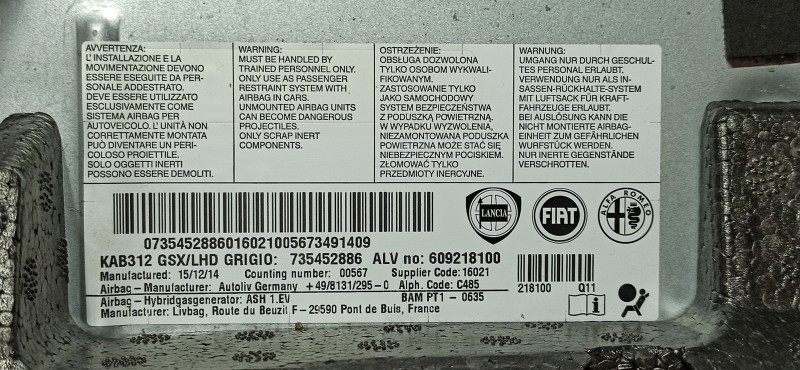 AVVERTENZA:
L' INSTALLAZIONE E LA
MOVIMENTAZIONE DEVONO
ESSERE ESEGUITE DA PER-
SONALE ADDESTRATO.
DEVE ESSERE UTILIZZATO
ESCLUSIVAMENTE COME
SISTEMA AIRBAG PER
AUTOVEICOLO. L' UNITÀ NON
CORRETTAMENTE MONTATA
PUÒ DIVENTARE UN PERI-
COLOSO PROIETTILE.
SOLO OGGETTI INERTI
POSSONO ESSERE DEMOLITI.
WARNING:
MUST BE HANDLED BY
TRAINED PERSONNEL ONLY.
ONLY USE AS PASSENGER
RESTRAINT SYSTEM WITH
AIRBAG IN CARS.
UNMOUNTED AIRBAG UNITS
CAN BECOME DANGEROUS
PROJECTILES.
ONLY SCRAP INERT
COMPONENTS.
OSTRZEŻENIE:
OBSŁUGA DOZWOLONA
TYLKO OSOBOM WYKWALI-
FIKOWANYM.
ZASTOSOWANIE TYLKO
JAKO SAMOCHODOWY
SYSTEM BEZPIECZEŃSTWA
Z PODUSZKĄ POWIETRZNĄ.
W WYPADKU WYZWOLENIA,
NIEZAMONTOWANA PODUSZKA
POWIETRZNA MOŻE STAĆ SIĘ
NIEBEZPIECZNYM POCISKIEM.
ZŁOMOWAĆ TYLKO
PRZEDMIOTY INERCYJNE.
WARNUNG:
UMGANG NUR DURCH GESCHUL-
TES PERSONAL ERLAUBT.
VERWENDUNG NUR ALS IN-
SASSEN-RÜCKHALTE-SYSTEM
MIT LUFTSACK FÜR KRAFT-
FAHRZEUGE ERLAUBT.
BEI AUSLÖSUNG KANN DIE
NICHT MONTIERTE AIRBAG-
EINHEIT ZUM GEFÄHRLICHEN
WURFSTÜCK WERDEN.
NUR INERTE GEGENSTÄNDE
VERSCHROTTEN.
LANCIA
FIAT
ALFA ROMEO
07354528860160210056734914​09
KAB312 GSX/LHD GRIGIO: 735452886 ALV no: 609218100
Manufactured: 15/12/14 Counting number: 00567 Supplier Code: 16021
Airbag - Manufacturer: Autoliv Germany +49/8131/295-0 Alph. Code: C485
218100 Q11
Airbag - Hybridgasgenerator: ASH 1.EV BAM PT1 - 0635
Manufacturer: Livbag, Route du Beuzit F - 29590 Pont de Buis, France